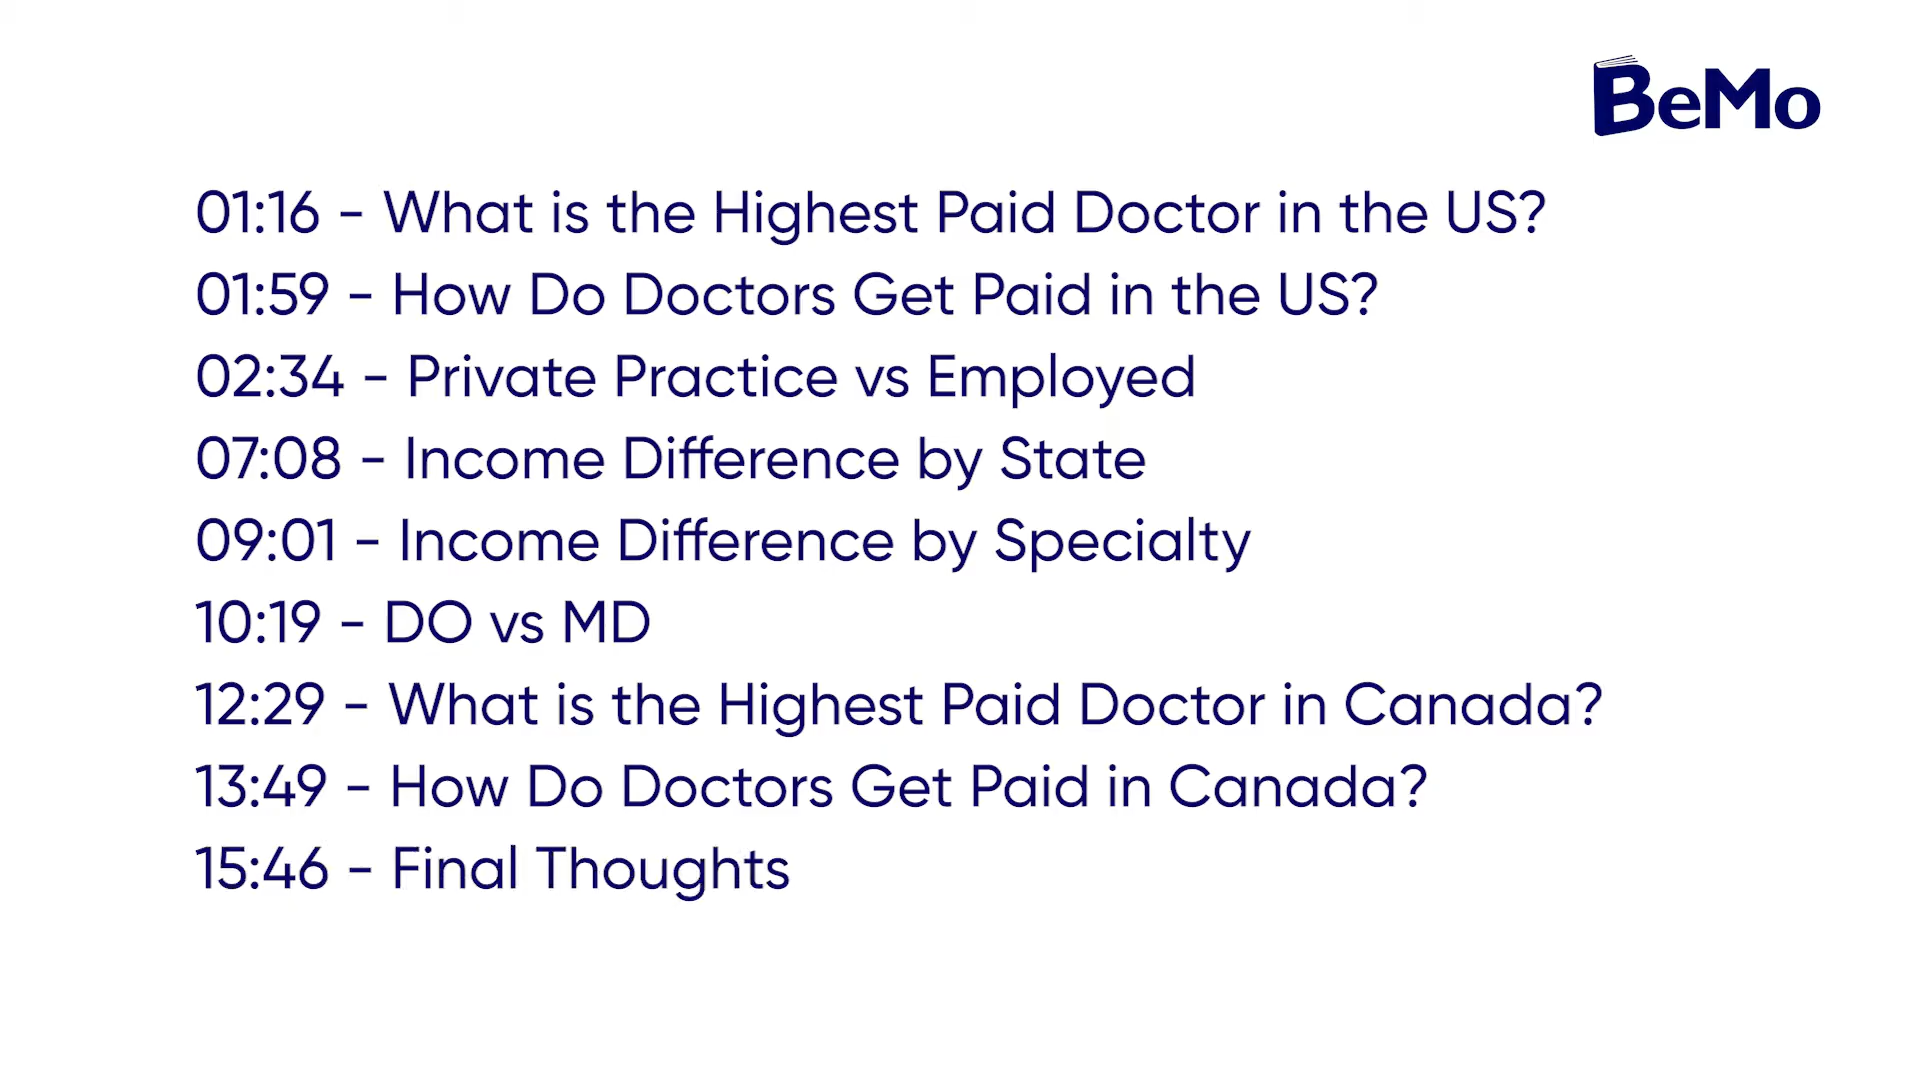 BeMo
01:16 - What is the Highest Paid Doctor in the US?
01:59 - How Do Doctors Get Paid in the US?
02:34 - Private Practice vs Employed
07:08 - Income Difference by State
09:01 - Income Difference by Specialty
10:19 - DO vs MD
12:29 - What is the Highest Paid Doctor in Canada?
13:49 - How Do Doctors Get Paid in Canada?
15:46 - Final Thoughts